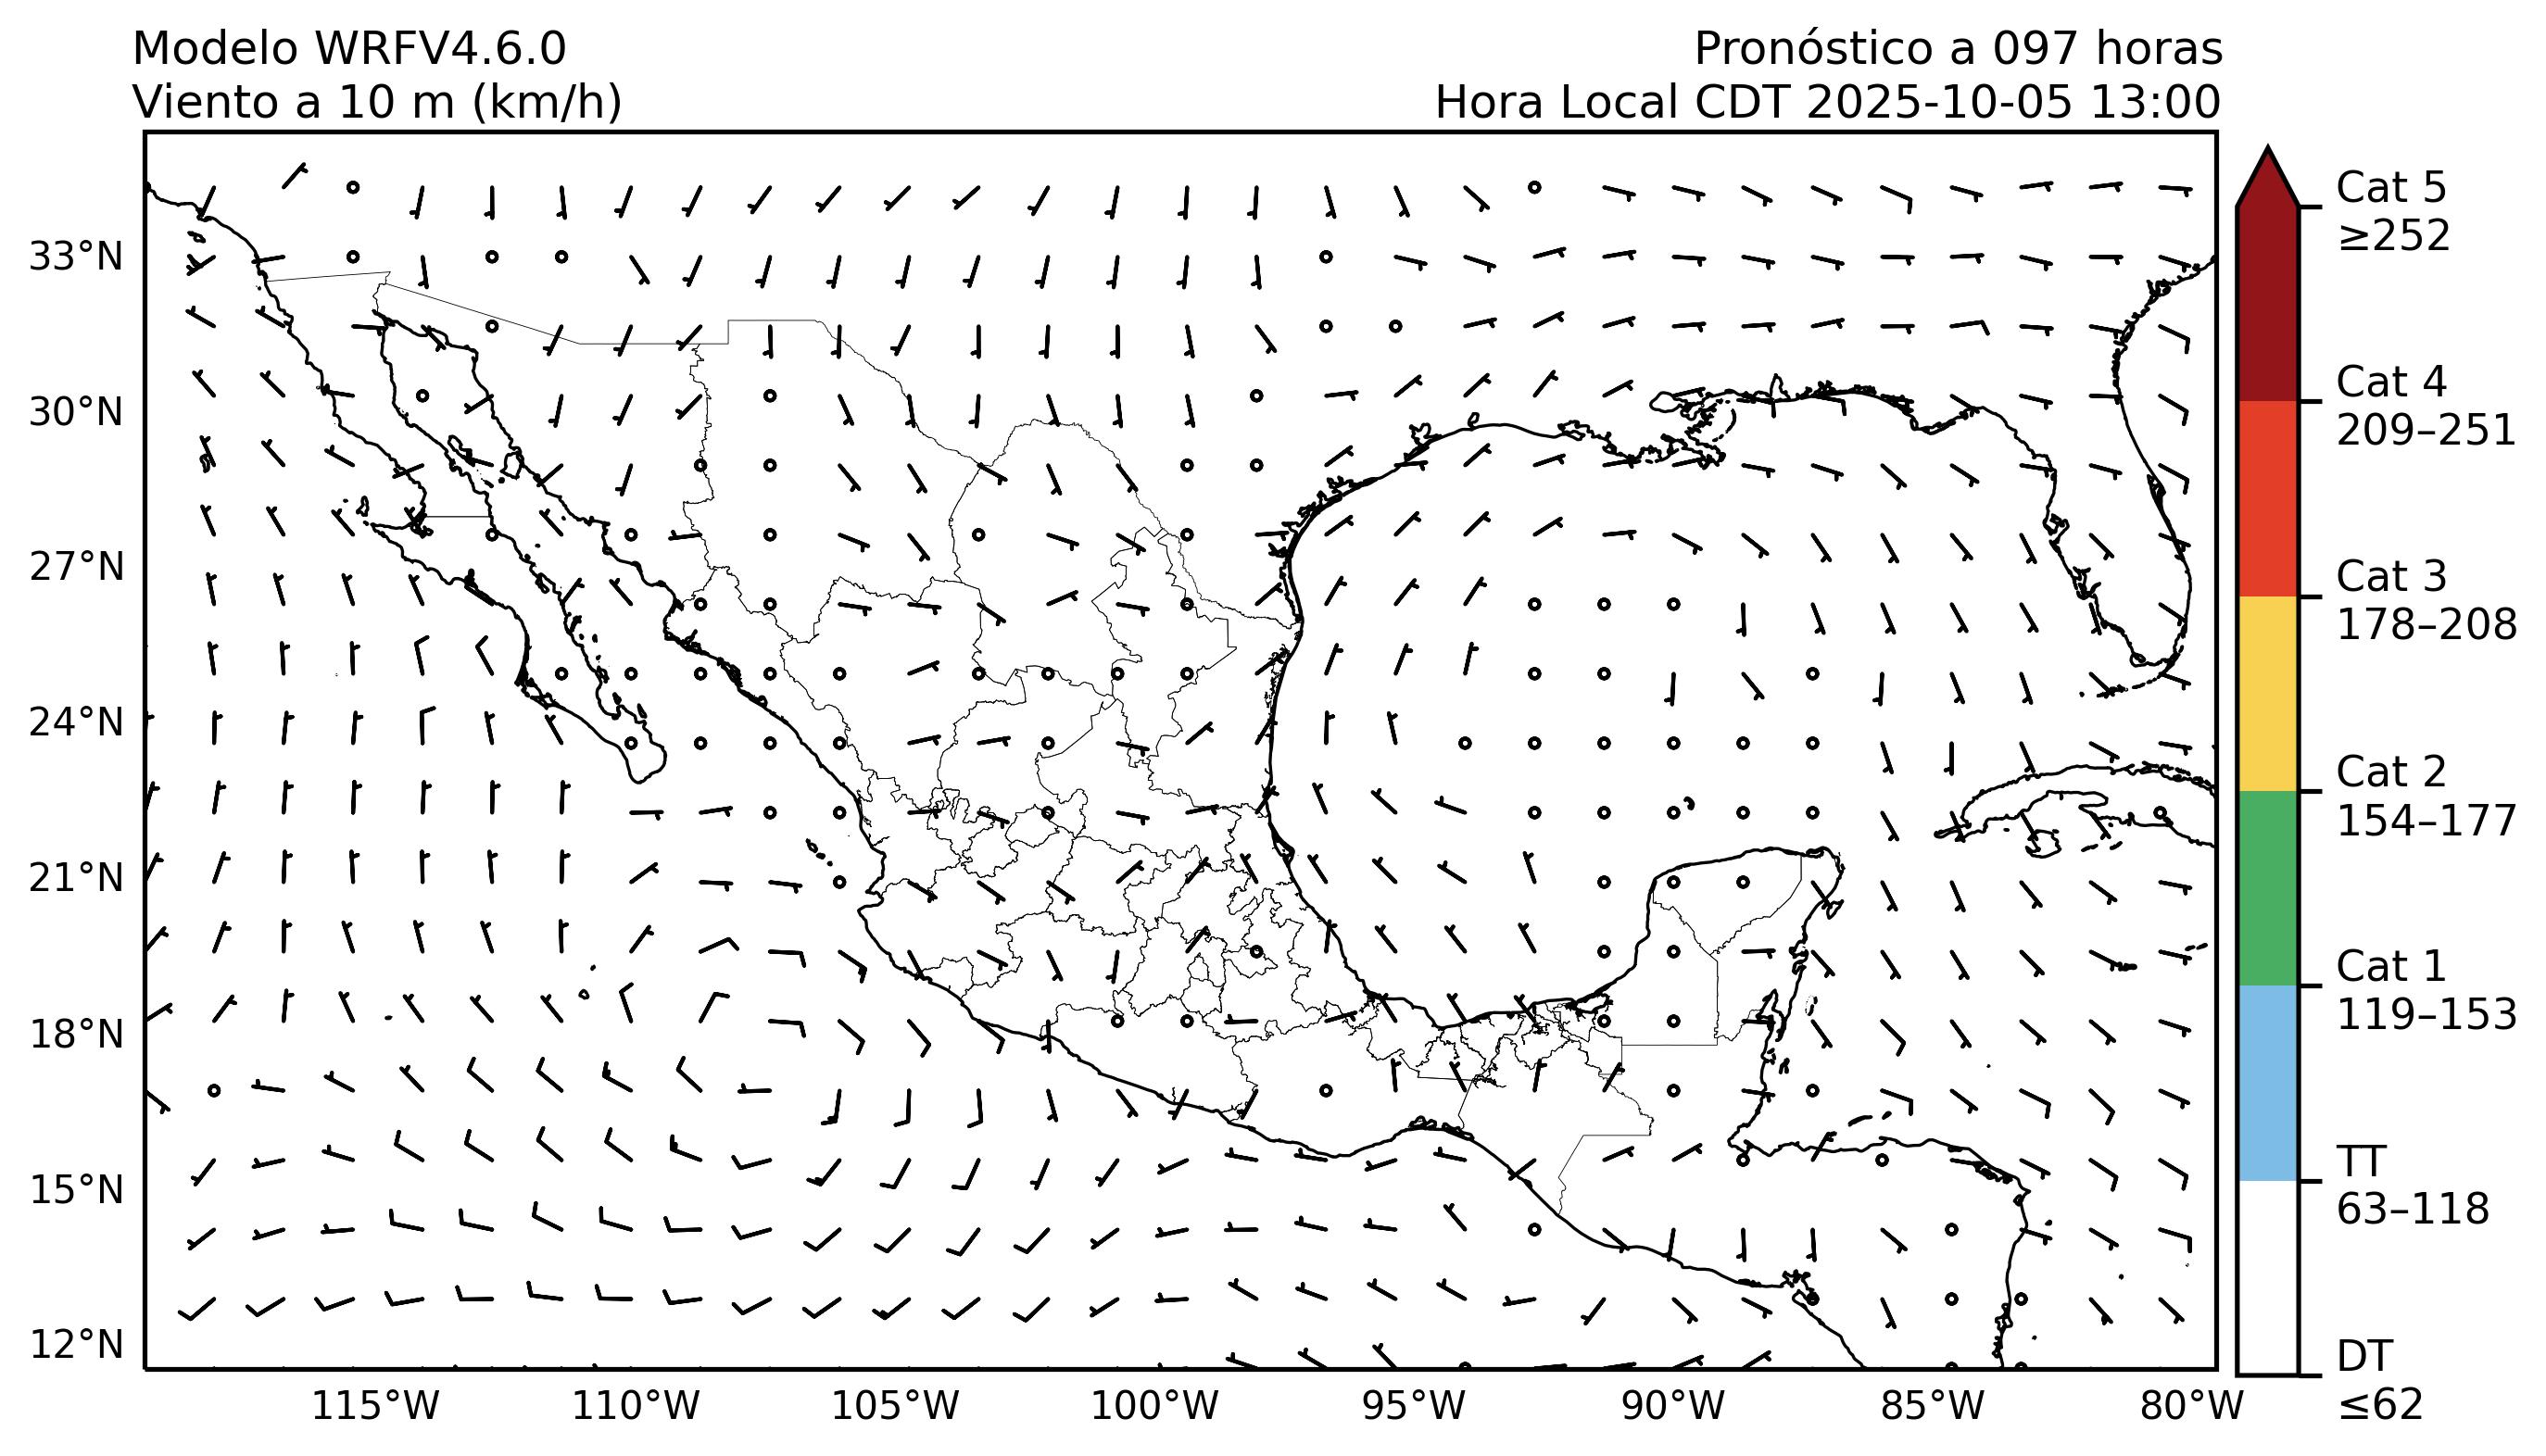 Modelo WRFV4.6.0
Viento a 10 m (km/h)
Pronóstico a 097 horas
Hora Local CDT 2025-10-05 13:00
33°N
30°N
27°N
24°N
21°N
18°N
15°N
12°N
115°W
110°W
105°W
100°W
95°W
90°W
85°W
80°W
Cat 5
≥252
Cat 4
209–251
Cat 3
178–208
Cat 2
154–177
Cat 1
119–153
TT
63–118
DT
≤62